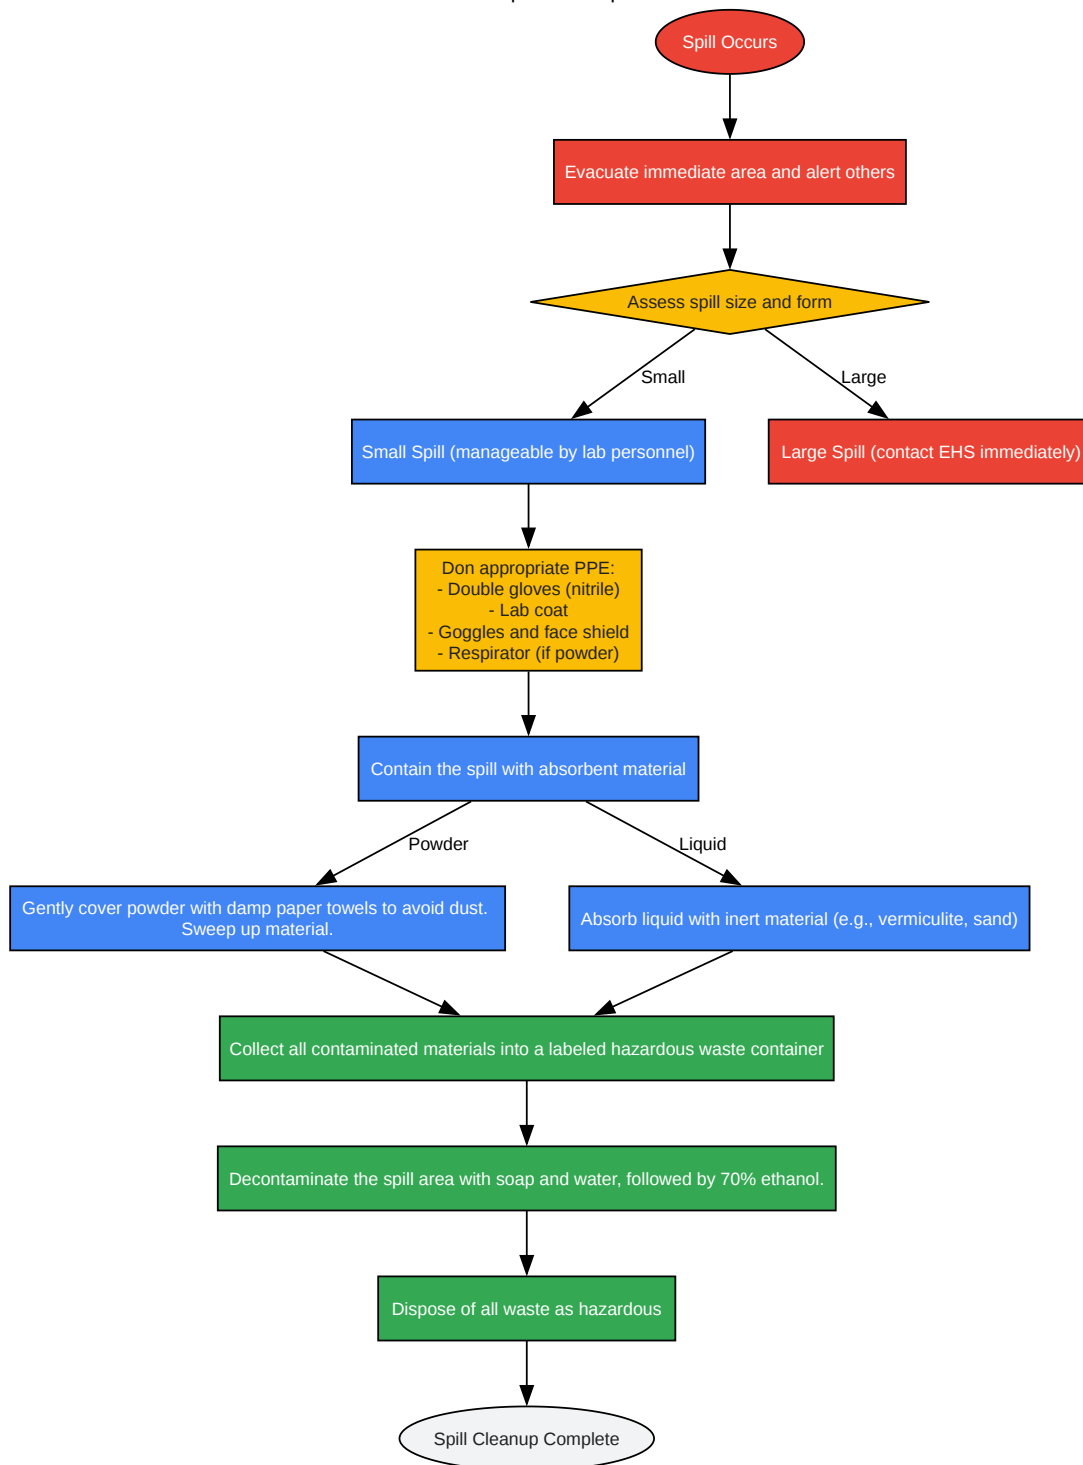 Spill Occurs
Evacuate immediate area and alert others
Assess spill size and form
Small
Large
Small Spill (manageable by lab personnel)
Large Spill (contact EHS immediately)
Don appropriate PPE:
- Double gloves (nitrile)
- Lab coat
- Goggles and face shield
- Respirator (if powder)
Contain the spill with absorbent material
Powder
Liquid
Gently cover powder with damp paper towels to avoid dust.
Sweep up material.
Absorb liquid with inert material (e.g., vermiculite, sand)
Collect all contaminated materials into a labeled hazardous waste container
Decontaminate the spill area with soap and water, followed by 70% ethanol.
Dispose of all waste as hazardous
Spill Cleanup Complete